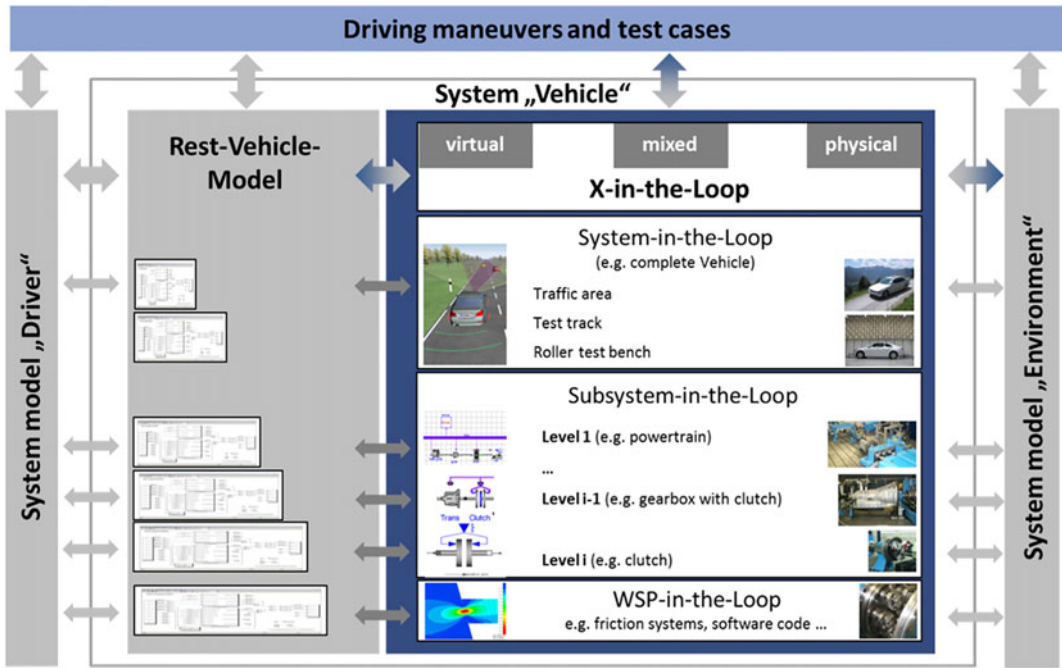 Driving maneuvers and test cases
System „Vehicle“
System model „Driver“
Rest-Vehicle-
Model
virtual
mixed
physical
X-in-the-Loop
System-in-the-Loop
(e.g. complete Vehicle)
Traffic area
Test track
Roller test bench
Subsystem-in-the-Loop
Level 1 (e.g. powertrain)
...
Level i-1 (e.g. gearbox with clutch)
Trans Clutch
Level i (e.g. clutch)
WSP-in-the-Loop
e.g. friction systems, software code ...
System model „Environment“